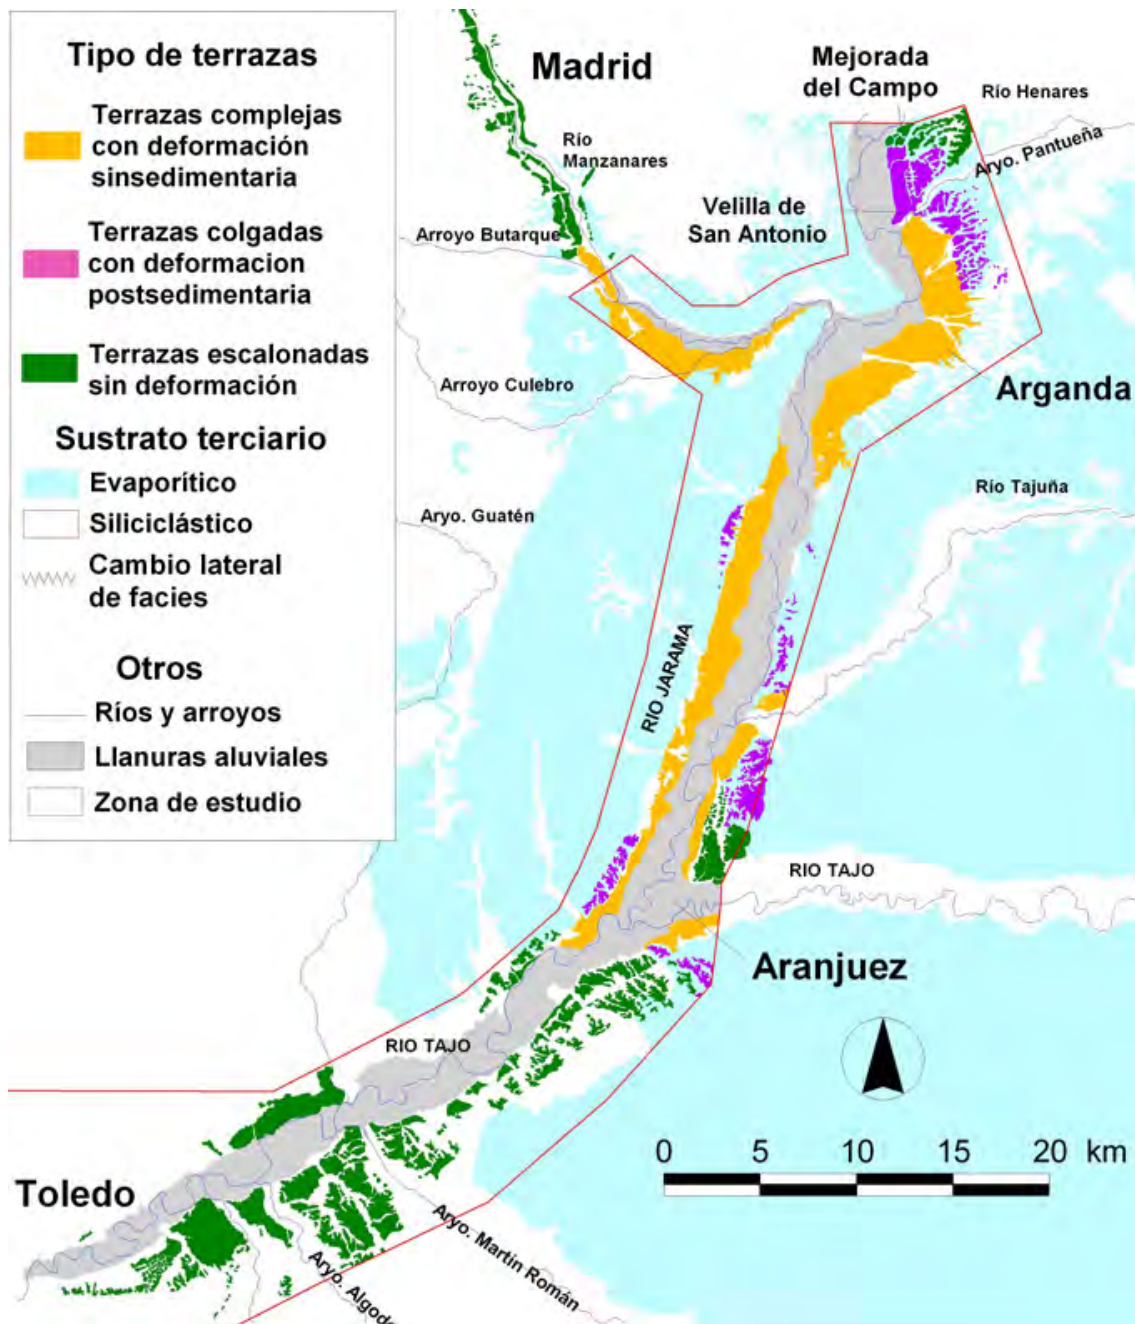 Tipo de terrazas
Terrazas complejas
con deformación
sinsedimentaria
Terrazas colgadas
con deformacion
postsedimentaria
Terrazas escalonadas
sin deformación
Sustrato terciario
Evaporítico
Siliciclástico
Cambio lateral
de facies
Otros
Ríos y arroyos
Llanuras aluviales
Zona de estudio
Madrid
Mejorada
del Campo
Río Henares
Aryo. Pantueña
Río
Manzanares
Velilla de
San Antonio
Arroyo Butarque
Arroyo Culebro
Arganda
Río Tajuña
Aryo. Guatén
RIO JARAMA
RIO TAJO
Aranjuez
RIO TAJO
0 5 10 15 20 km
Toledo
Aryo. Martín Román
Aryo. Algodo